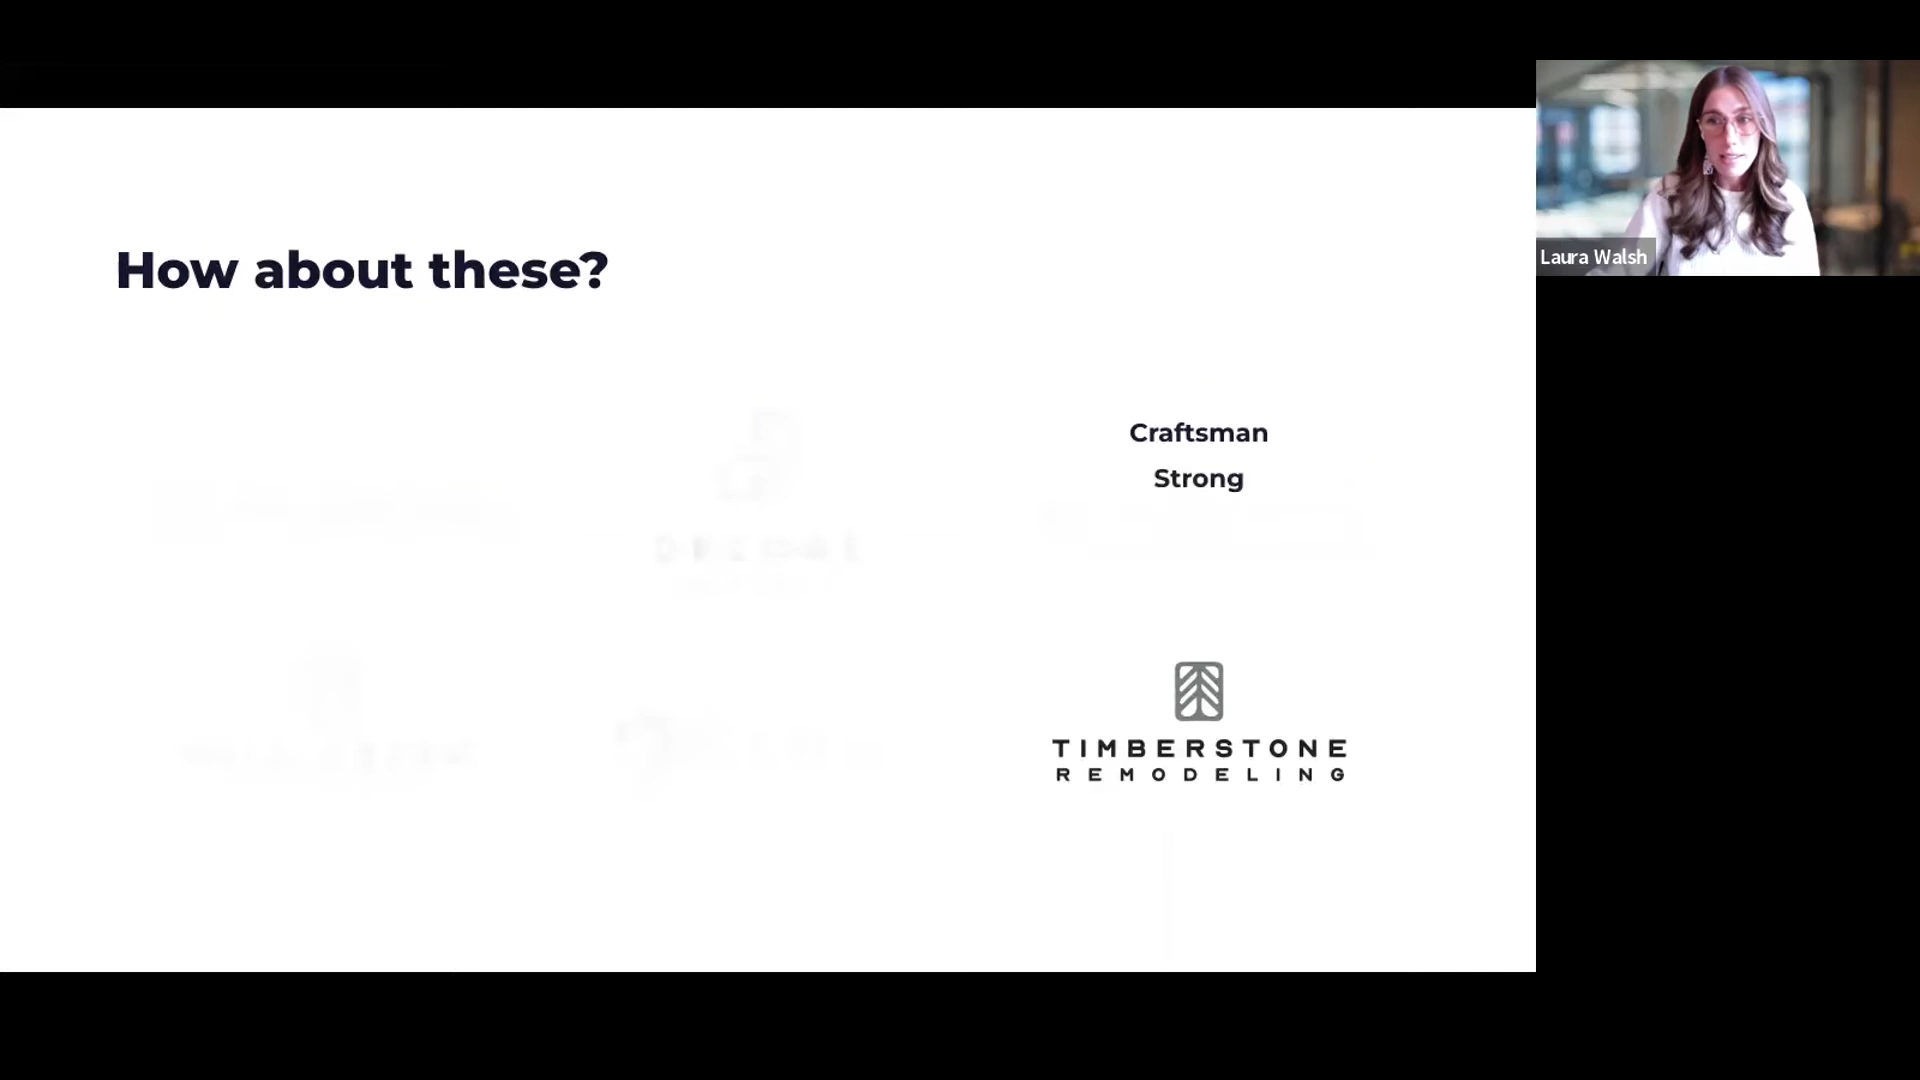 How about these?
Craftsman
Strong
TIMBERSTONE
REMODELING
Laura Walsh